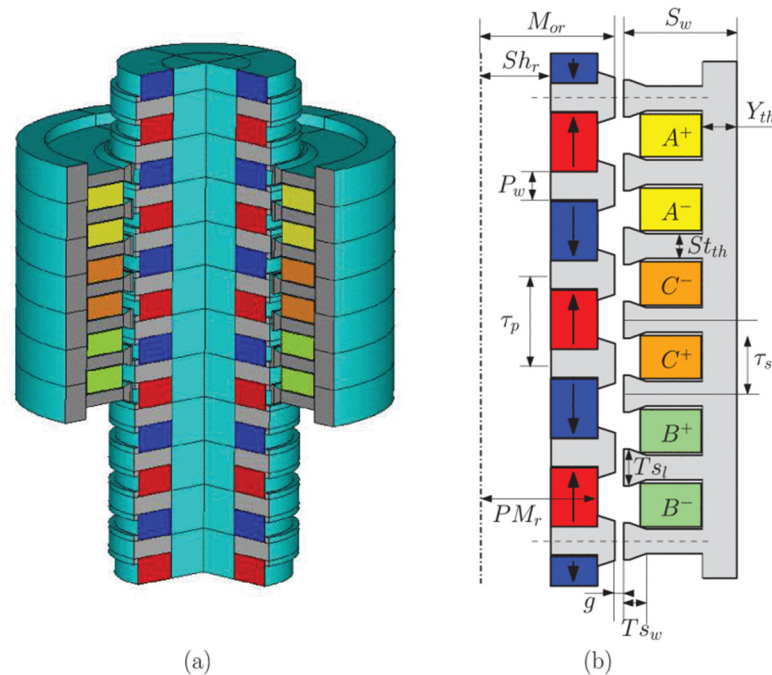 M_or
S_w
Sh_r
Y_th
A^+
P_w
A^-
St_th
C^-
τ_p
C^+
τ_s
B^+
Ts_l
PM_r
B^-
g
Ts_w
(a)
(b)